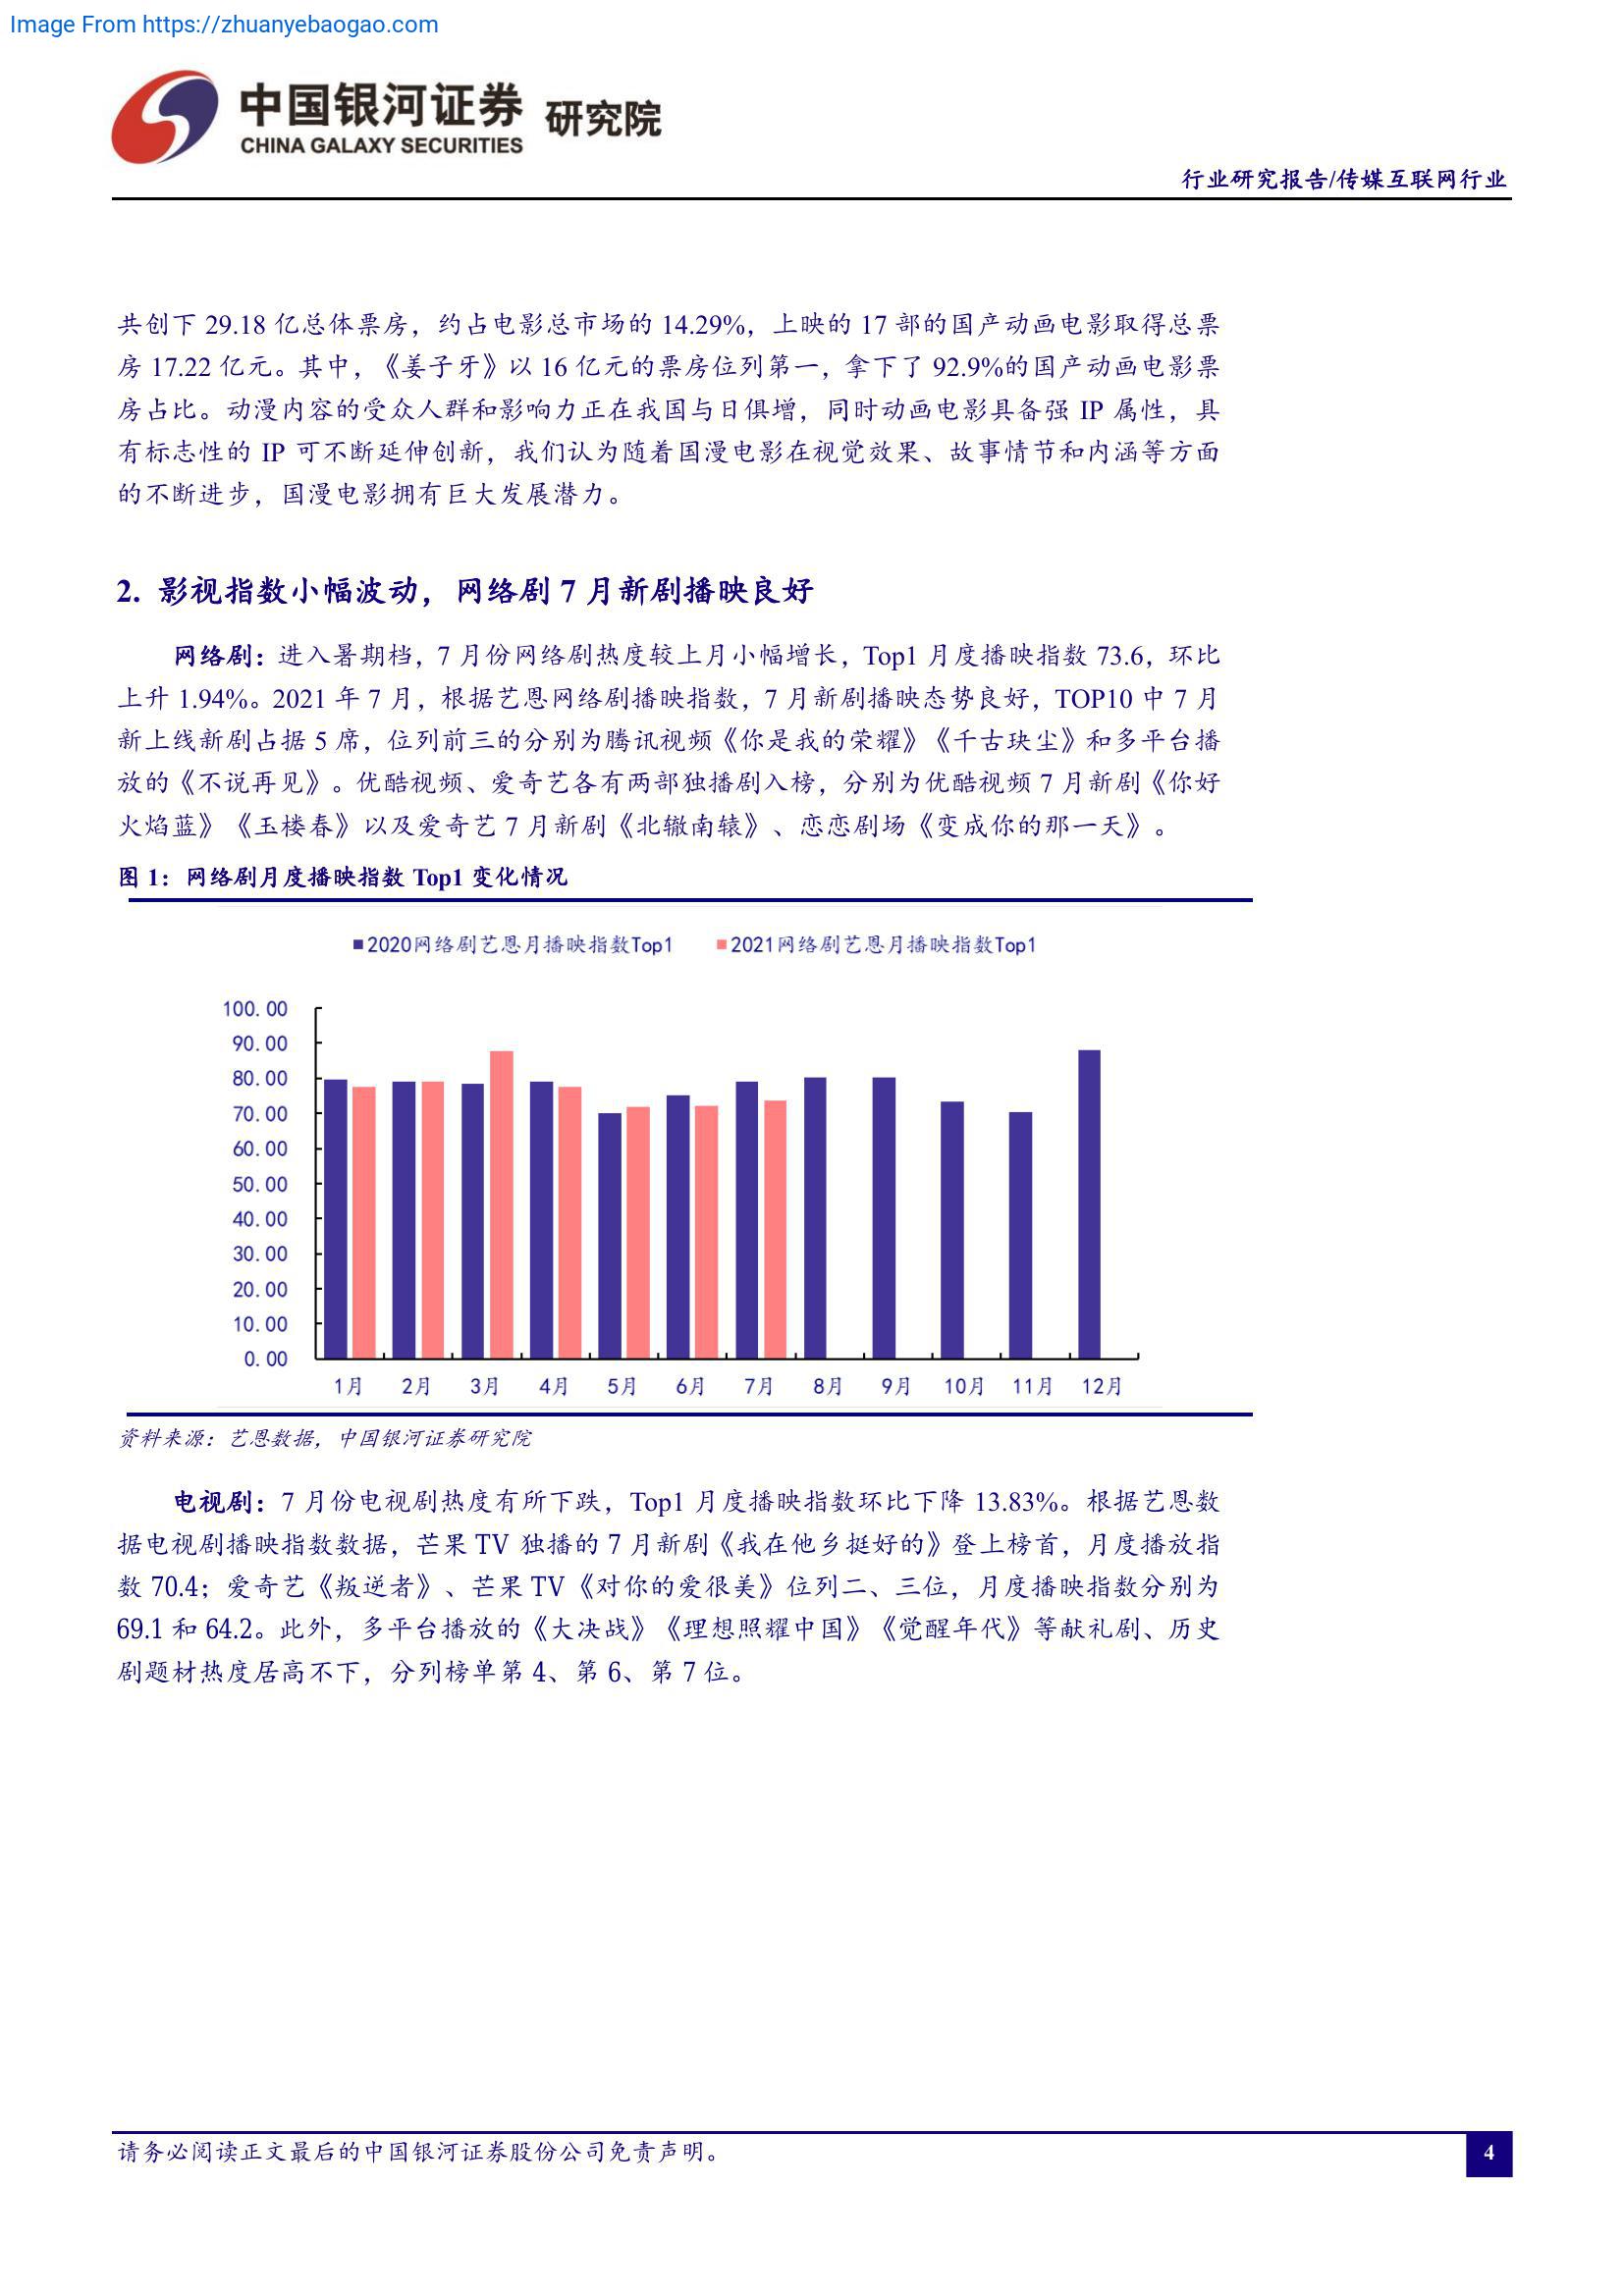 Image From https://zhuanyebaogao.com
中国银河证券 研究院
CHINA GALAXY SECURITIES
行业研究报告/传媒互联网行业
共创下 29.18 亿总体票房，约占电影总市场的 14.29%，上映的 17 部的国产动画电影取得总票
房 17.22 亿元。其中，《姜子牙》以 16 亿元的票房位列第一，拿下了 92.9%的国产动画电影票
房占比。动漫内容的受众人群和影响力正在我国与日俱增，同时动画电影具备强 IP 属性，具
有标志性的 IP 可不断延伸创新，我们认为随着国漫电影在视觉效果、故事情节和内涵等方面
的不断进步，国漫电影拥有巨大发展潜力。
2. 影视指数小幅波动，网络剧 7 月新剧播映良好
网络剧：进入暑期档，7 月份网络剧热度较上月小幅增长，Top1 月度播映指数 73.6，环比
上升 1.94%。2021 年 7 月，根据艺恩网络剧播映指数，7 月新剧播映态势良好，TOP10 中 7 月
新上线新剧占据 5 席，位列前三的分别为腾讯视频《你是我的荣耀》《千古玦尘》和多平台播
放的《不说再见》。优酷视频、爱奇艺各有两部独播剧入榜，分别为优酷视频 7 月新剧《你好
火焰蓝》《玉楼春》以及爱奇艺 7 月新剧《北辙南辕》、恋恋剧场《变成你的那一天》。
图 1：网络剧月度播映指数 Top1 变化情况
2020网络剧艺恩月播映指数Top1 2021网络剧艺恩月播映指数Top1
100.00
90.00
80.00
70.00
60.00
50.00
40.00
30.00
20.00
10.00
0.00
1月 2月 3月 4月 5月 6月 7月 8月 9月 10月 11月 12月
资料来源：艺恩数据，中国银河证券研究院
电视剧：7 月份电视剧热度有所下跌，Top1 月度播映指数环比下降 13.83%。根据艺恩数
据电视剧播映指数数据，芒果 TV 独播的 7 月新剧《我在他乡挺好的》登上榜首，月度播放指
数 70.4；爱奇艺《叛逆者》、芒果 TV《对你的爱很美》位列二、三位，月度播映指数分别为
69.1 和 64.2。此外，多平台播放的《大决战》《理想照耀中国》《觉醒年代》等献礼剧、历史
剧题材热度居高不下，分列榜单第 4、第 6、第 7 位。
请务必阅读正文最后的中国银河证券股份公司免责声明。
4